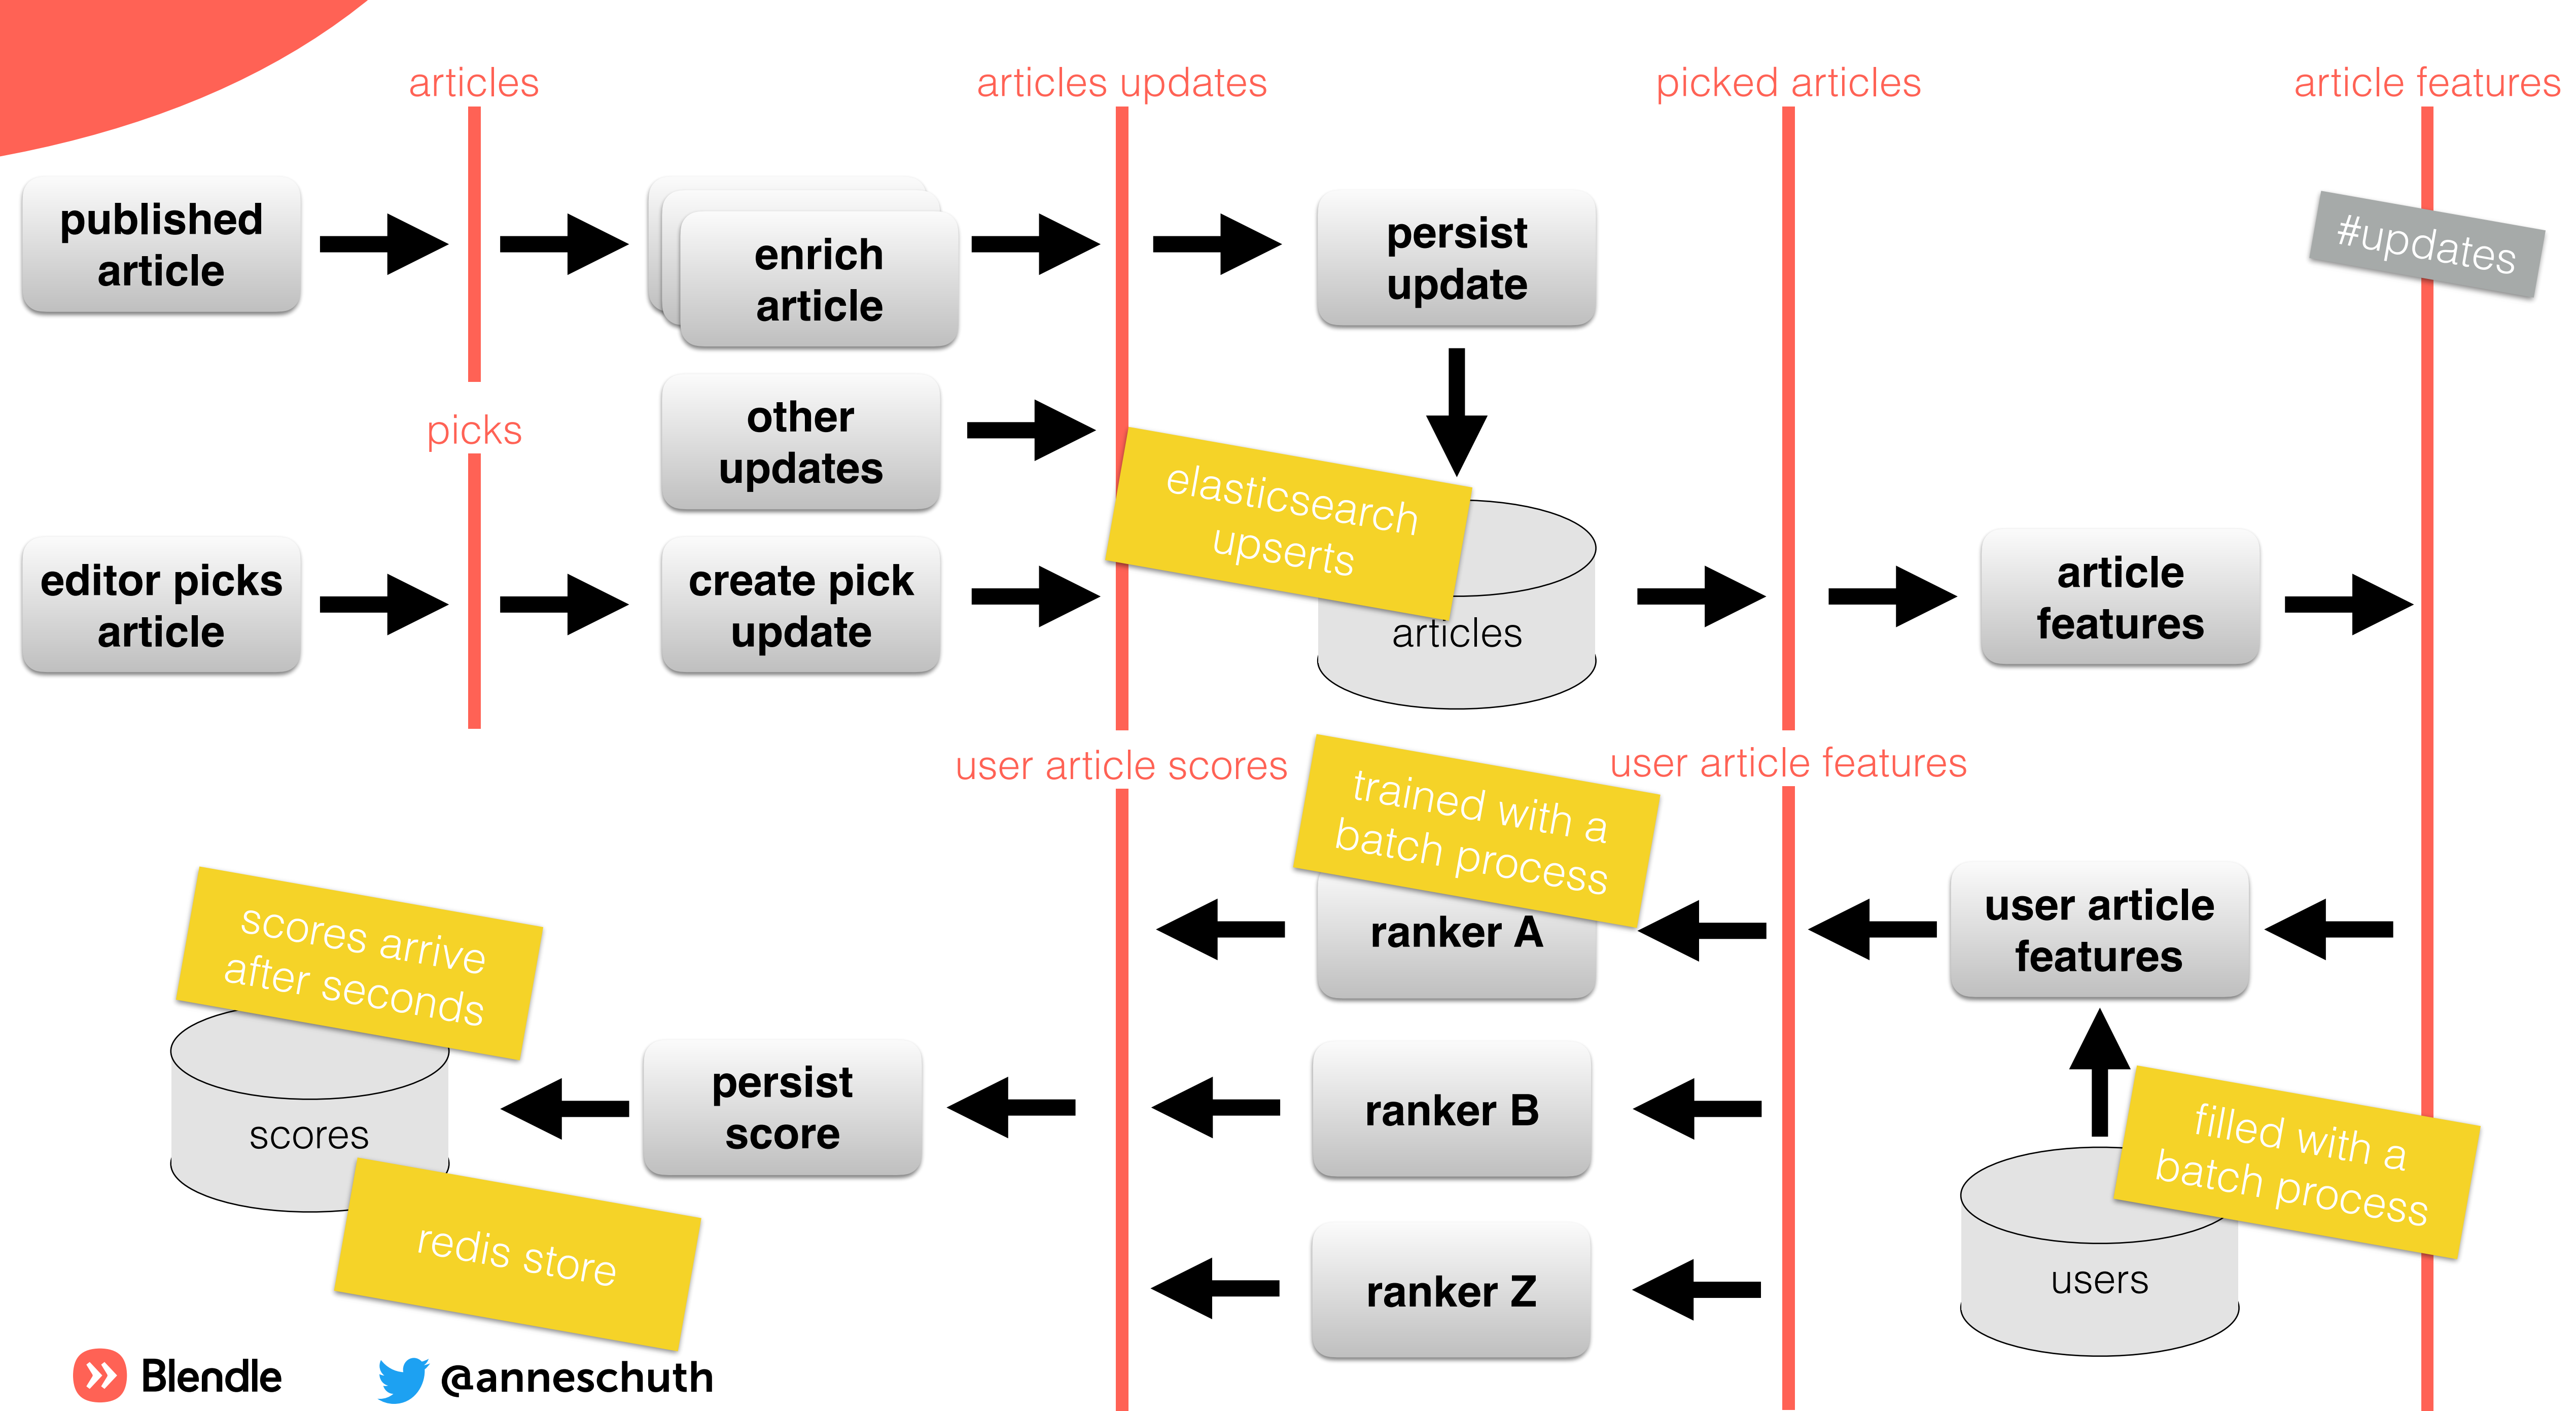 articles
articles updates
picked articles
article features
published
article
enrich
article
persist
update
#updates
picks
other
updates
elasticsearch
upserts
editor picks
article
create pick
update
articles
article
features
user article scores
user article features
trained with a
batch process
scores arrive
after seconds
ranker A
user article
features
scores
persist
score
ranker B
filled with a
batch process
redis store
ranker Z
users
Blendle
@anneschuth